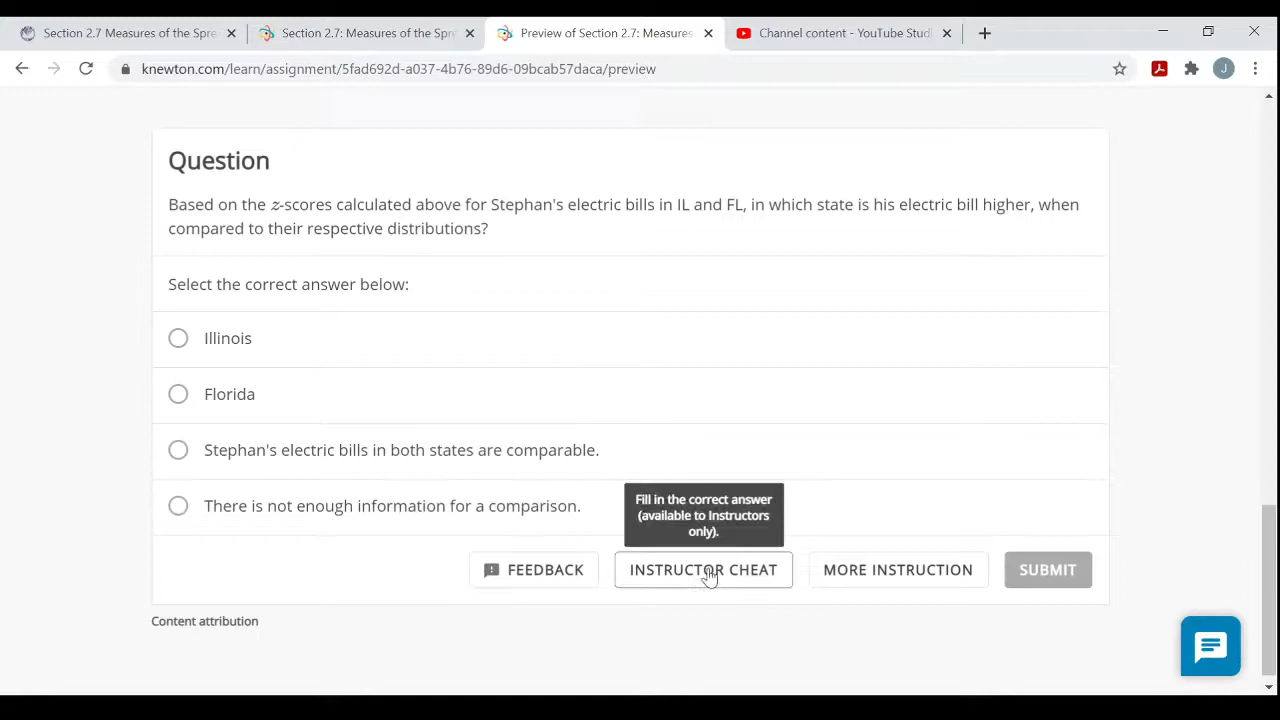 Section 2.7 Measures of the Spre
Section 2.7: Measures of the Spre
Preview of Section 2.7: Measures
Channel content - YouTube Stud
knewton.com/learn/assignment/5fad692d-a037-4b76-89d6-09bcab57daca/preview
J
Question
Based on the z-scores calculated above for Stephan's electric bills in IL and FL, in which state is his electric bill higher, when
compared to their respective distributions?
Select the correct answer below:
Illinois
Florida
Stephan's electric bills in both states are comparable.
There is not enough information for a comparison.
Fill in the correct answer
(available to Instructors
only).
FEEDBACK
INSTRUCTOR CHEAT
MORE INSTRUCTION
SUBMIT
Content attribution